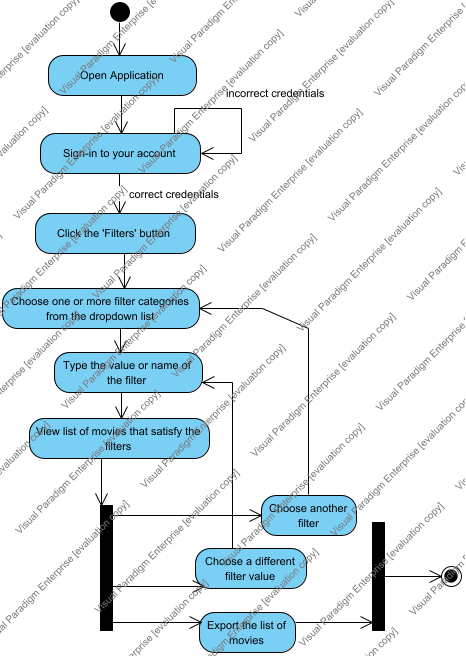 Open Application
incorrect credentials
Sign-in to your account
correct credentials
Click the 'Filters' button
Choose one or more filter categories
from the dropdown list
Type the value or name of
the filter
View list of movies that satisfy the
filters
Choose another
filter
Choose a different
filter value
Export the list of
movies
Visual Paradigm Enterprise [evaluation copy]